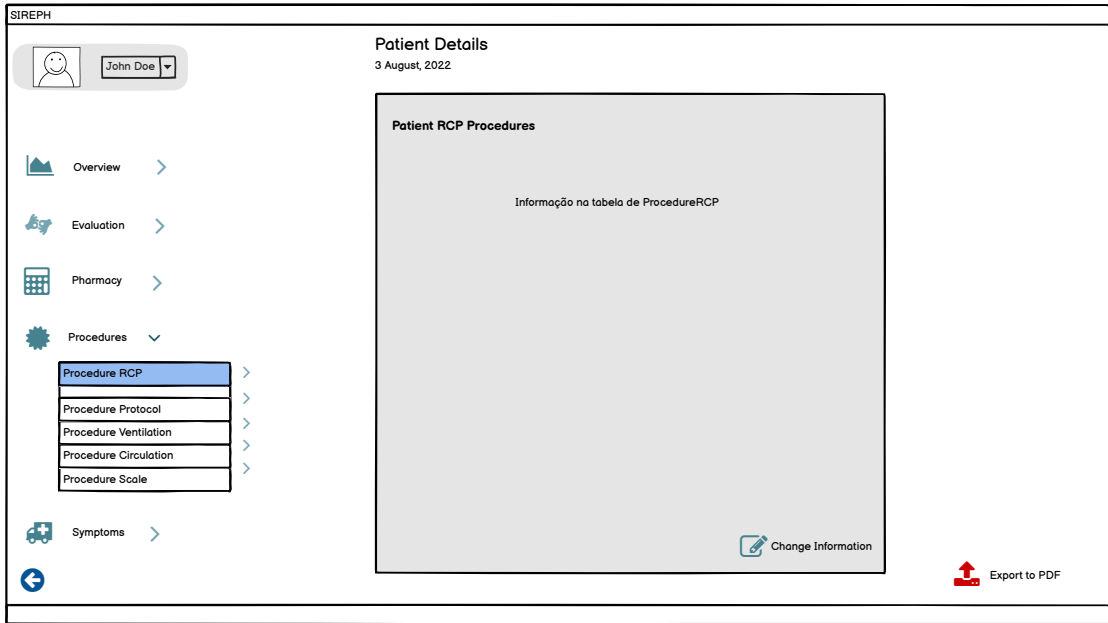 SIREPH
John Doe
Patient Details
3 August, 2022
Overview
Evaluation
Pharmacy
Procedures
Procedure RCP
Procedure Protocol
Procedure Ventilation
Procedure Circulation
Procedure Scale
Symptoms
Patient RCP Procedures
Informação na tabela de ProcedureRCP
Change Information
Export to PDF